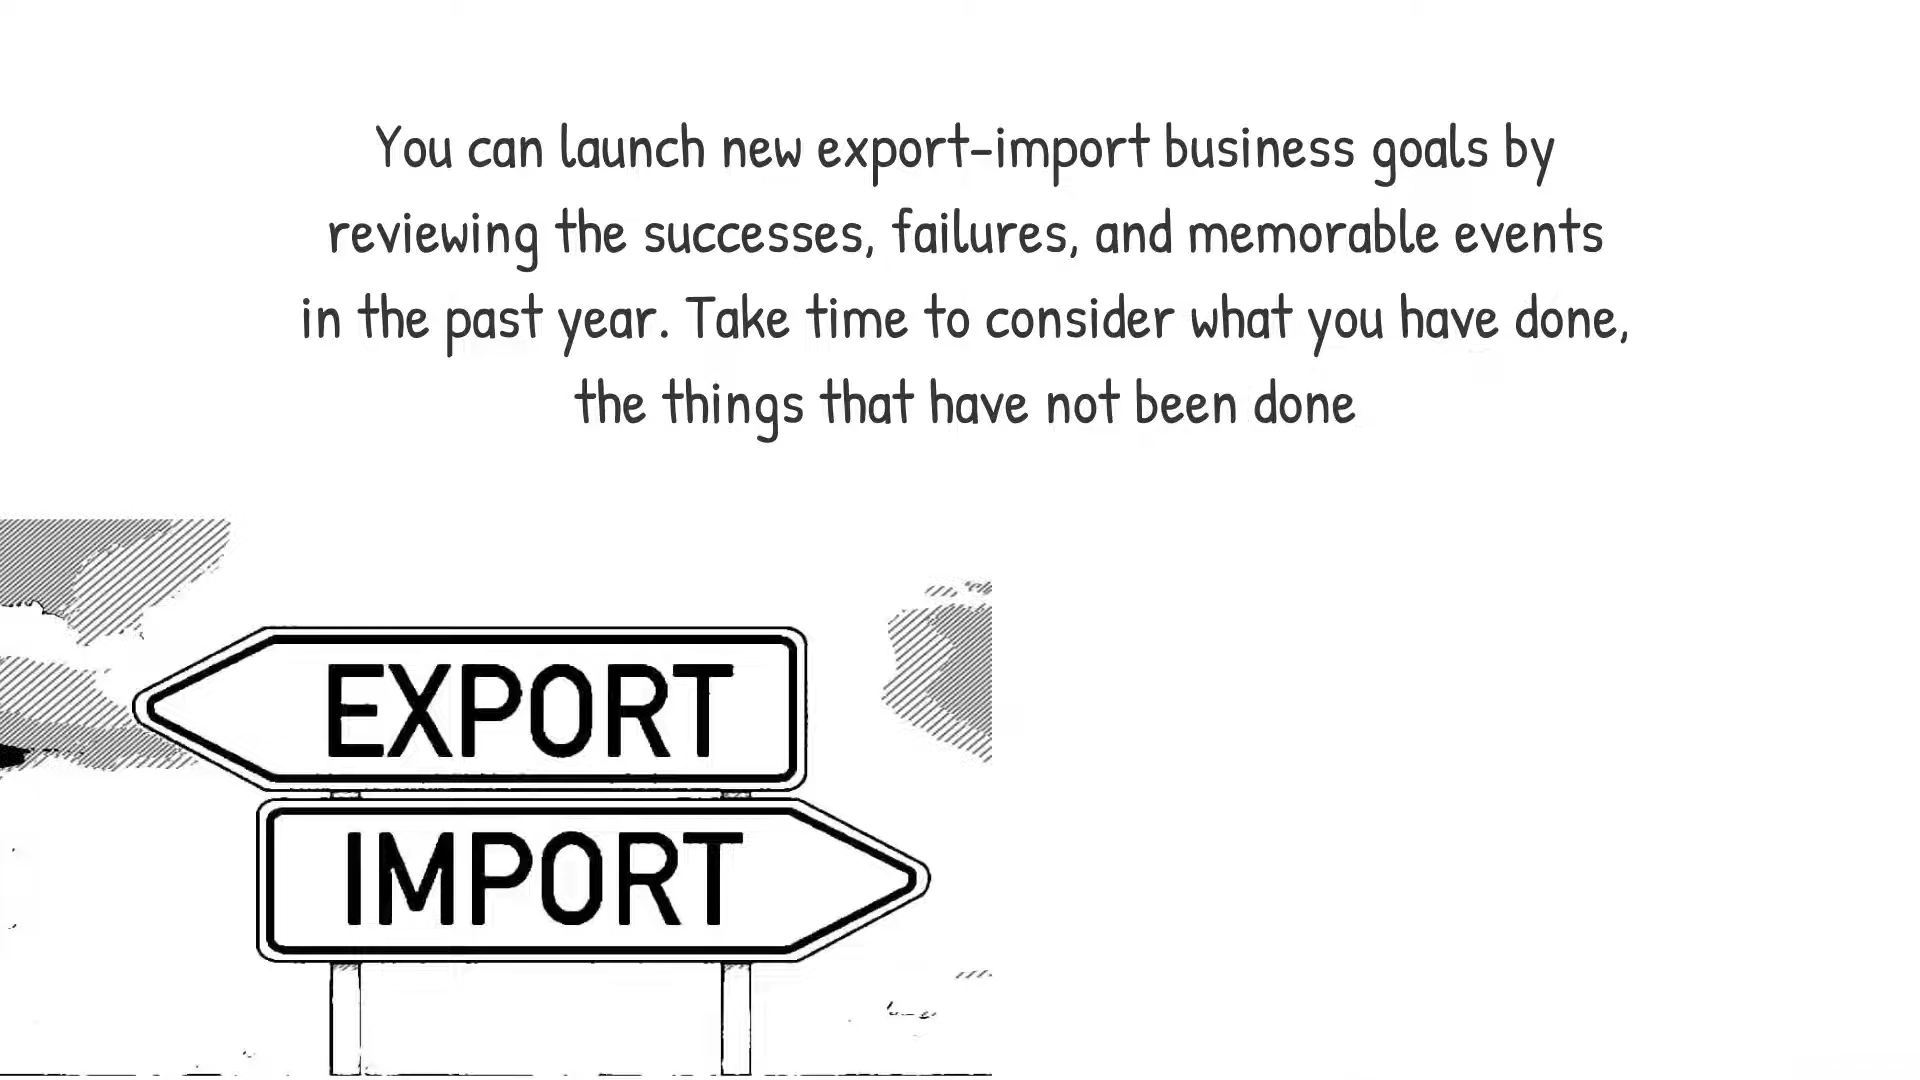 You can launch new export-import business goals by
reviewing the successes, failures, and memorable events
in the past year. Take time to consider what you have done,
the things that have not been done
EXPORT
IMPORT